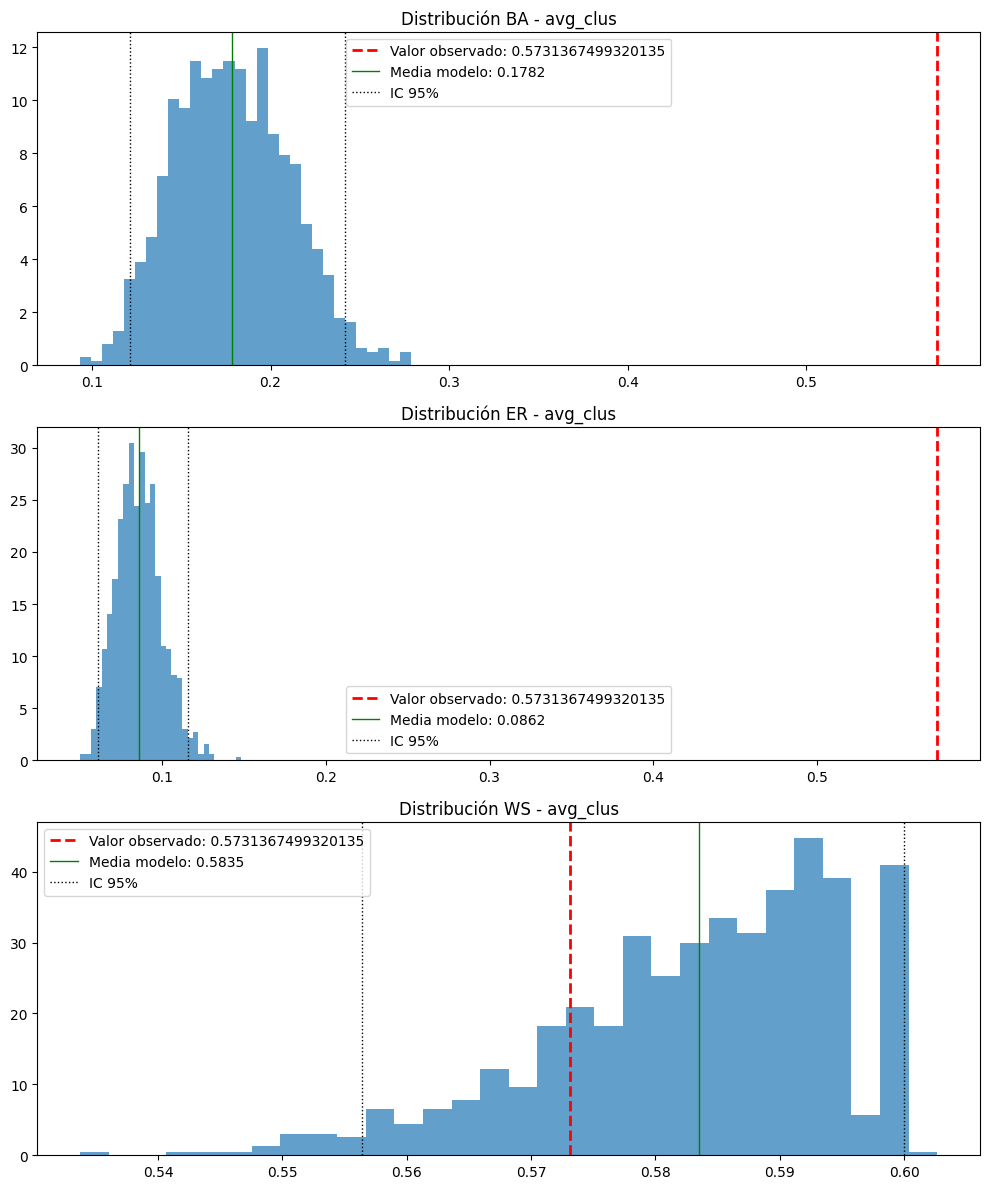 Distribución BA - avg_clus
Valor observado: 0.5731367499320135
Media modelo: 0.1782
IC 95%
12
10
8
6
4
2
0
0.1 0.2 0.3 0.4 0.5
Distribución ER - avg_clus
30
25
20
15
10
5
0
Valor observado: 0.5731367499320135
Media modelo: 0.0862
IC 95%
0.1 0.2 0.3 0.4 0.5
Distribución WS - avg_clus
Valor observado: 0.5731367499320135
Media modelo: 0.5835
IC 95%
40
30
20
10
0
0.54 0.55 0.56 0.57 0.58 0.59 0.60